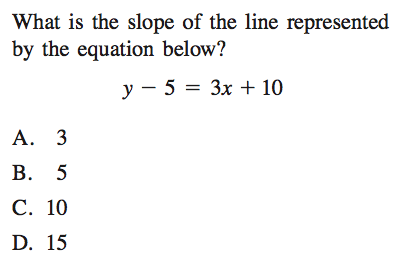 What is the slope of the line represented
by the equation below?
y − 5 = 3x + 10
A. 3
B. 5
C. 10
D. 15